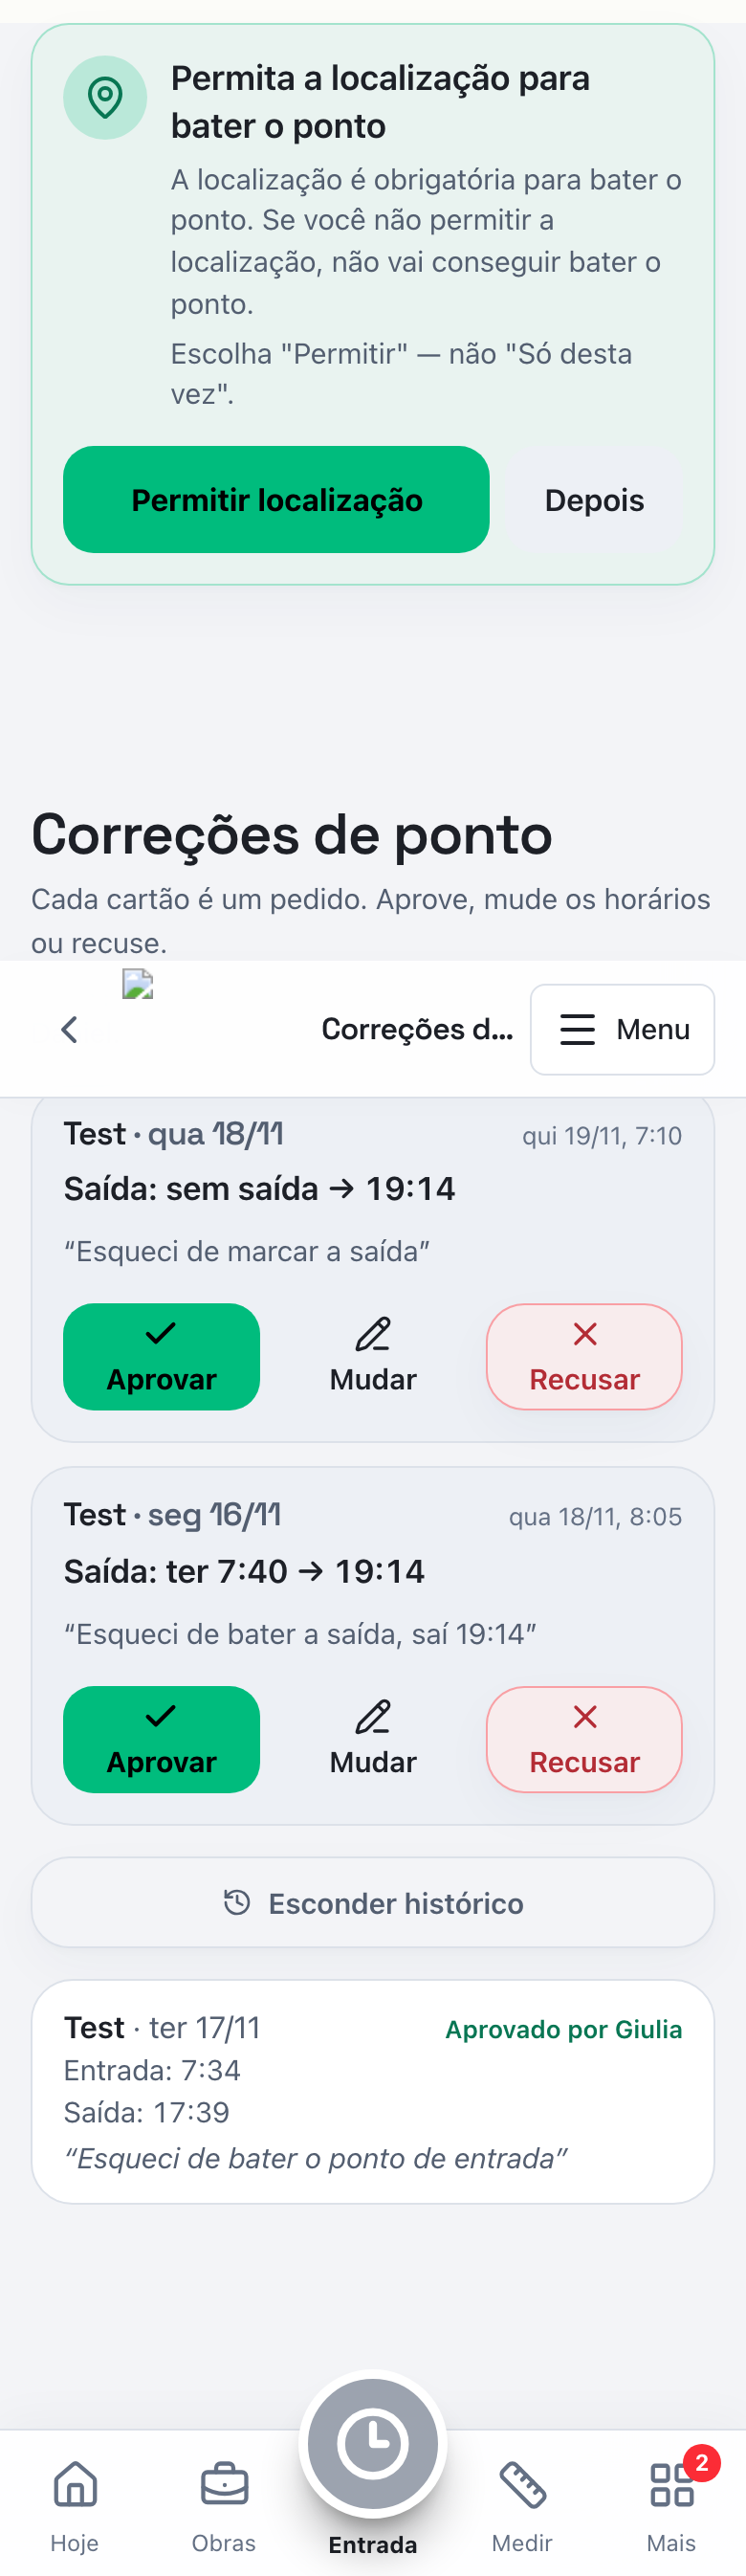 Permita a localização para
bater o ponto
A localização é obrigatória para bater o
ponto. Se você não permitir a
localização, não vai conseguir bater o
ponto.
Escolha "Permitir" — não "Só desta
vez".
Permitir localização
Depois
Correções de ponto
Cada cartão é um pedido. Aprove, mude os horários
ou recuse.
Correções d...
Menu
Test · qua 18/11
qui 19/11, 7:10
Saída: sem saída → 19:14
“Esqueci de marcar a saída”
Aprovar
Mudar
Recusar
Test · seg 16/11
qua 18/11, 8:05
Saída: ter 7:40 → 19:14
“Esqueci de bater a saída, saí 19:14”
Aprovar
Mudar
Recusar
Esconder histórico
Test · ter 17/11
Aprovado por Giulia
Entrada: 7:34
Saída: 17:39
“Esqueci de bater o ponto de entrada”
Hoje
Obras
Entrada
Medir
2
Mais